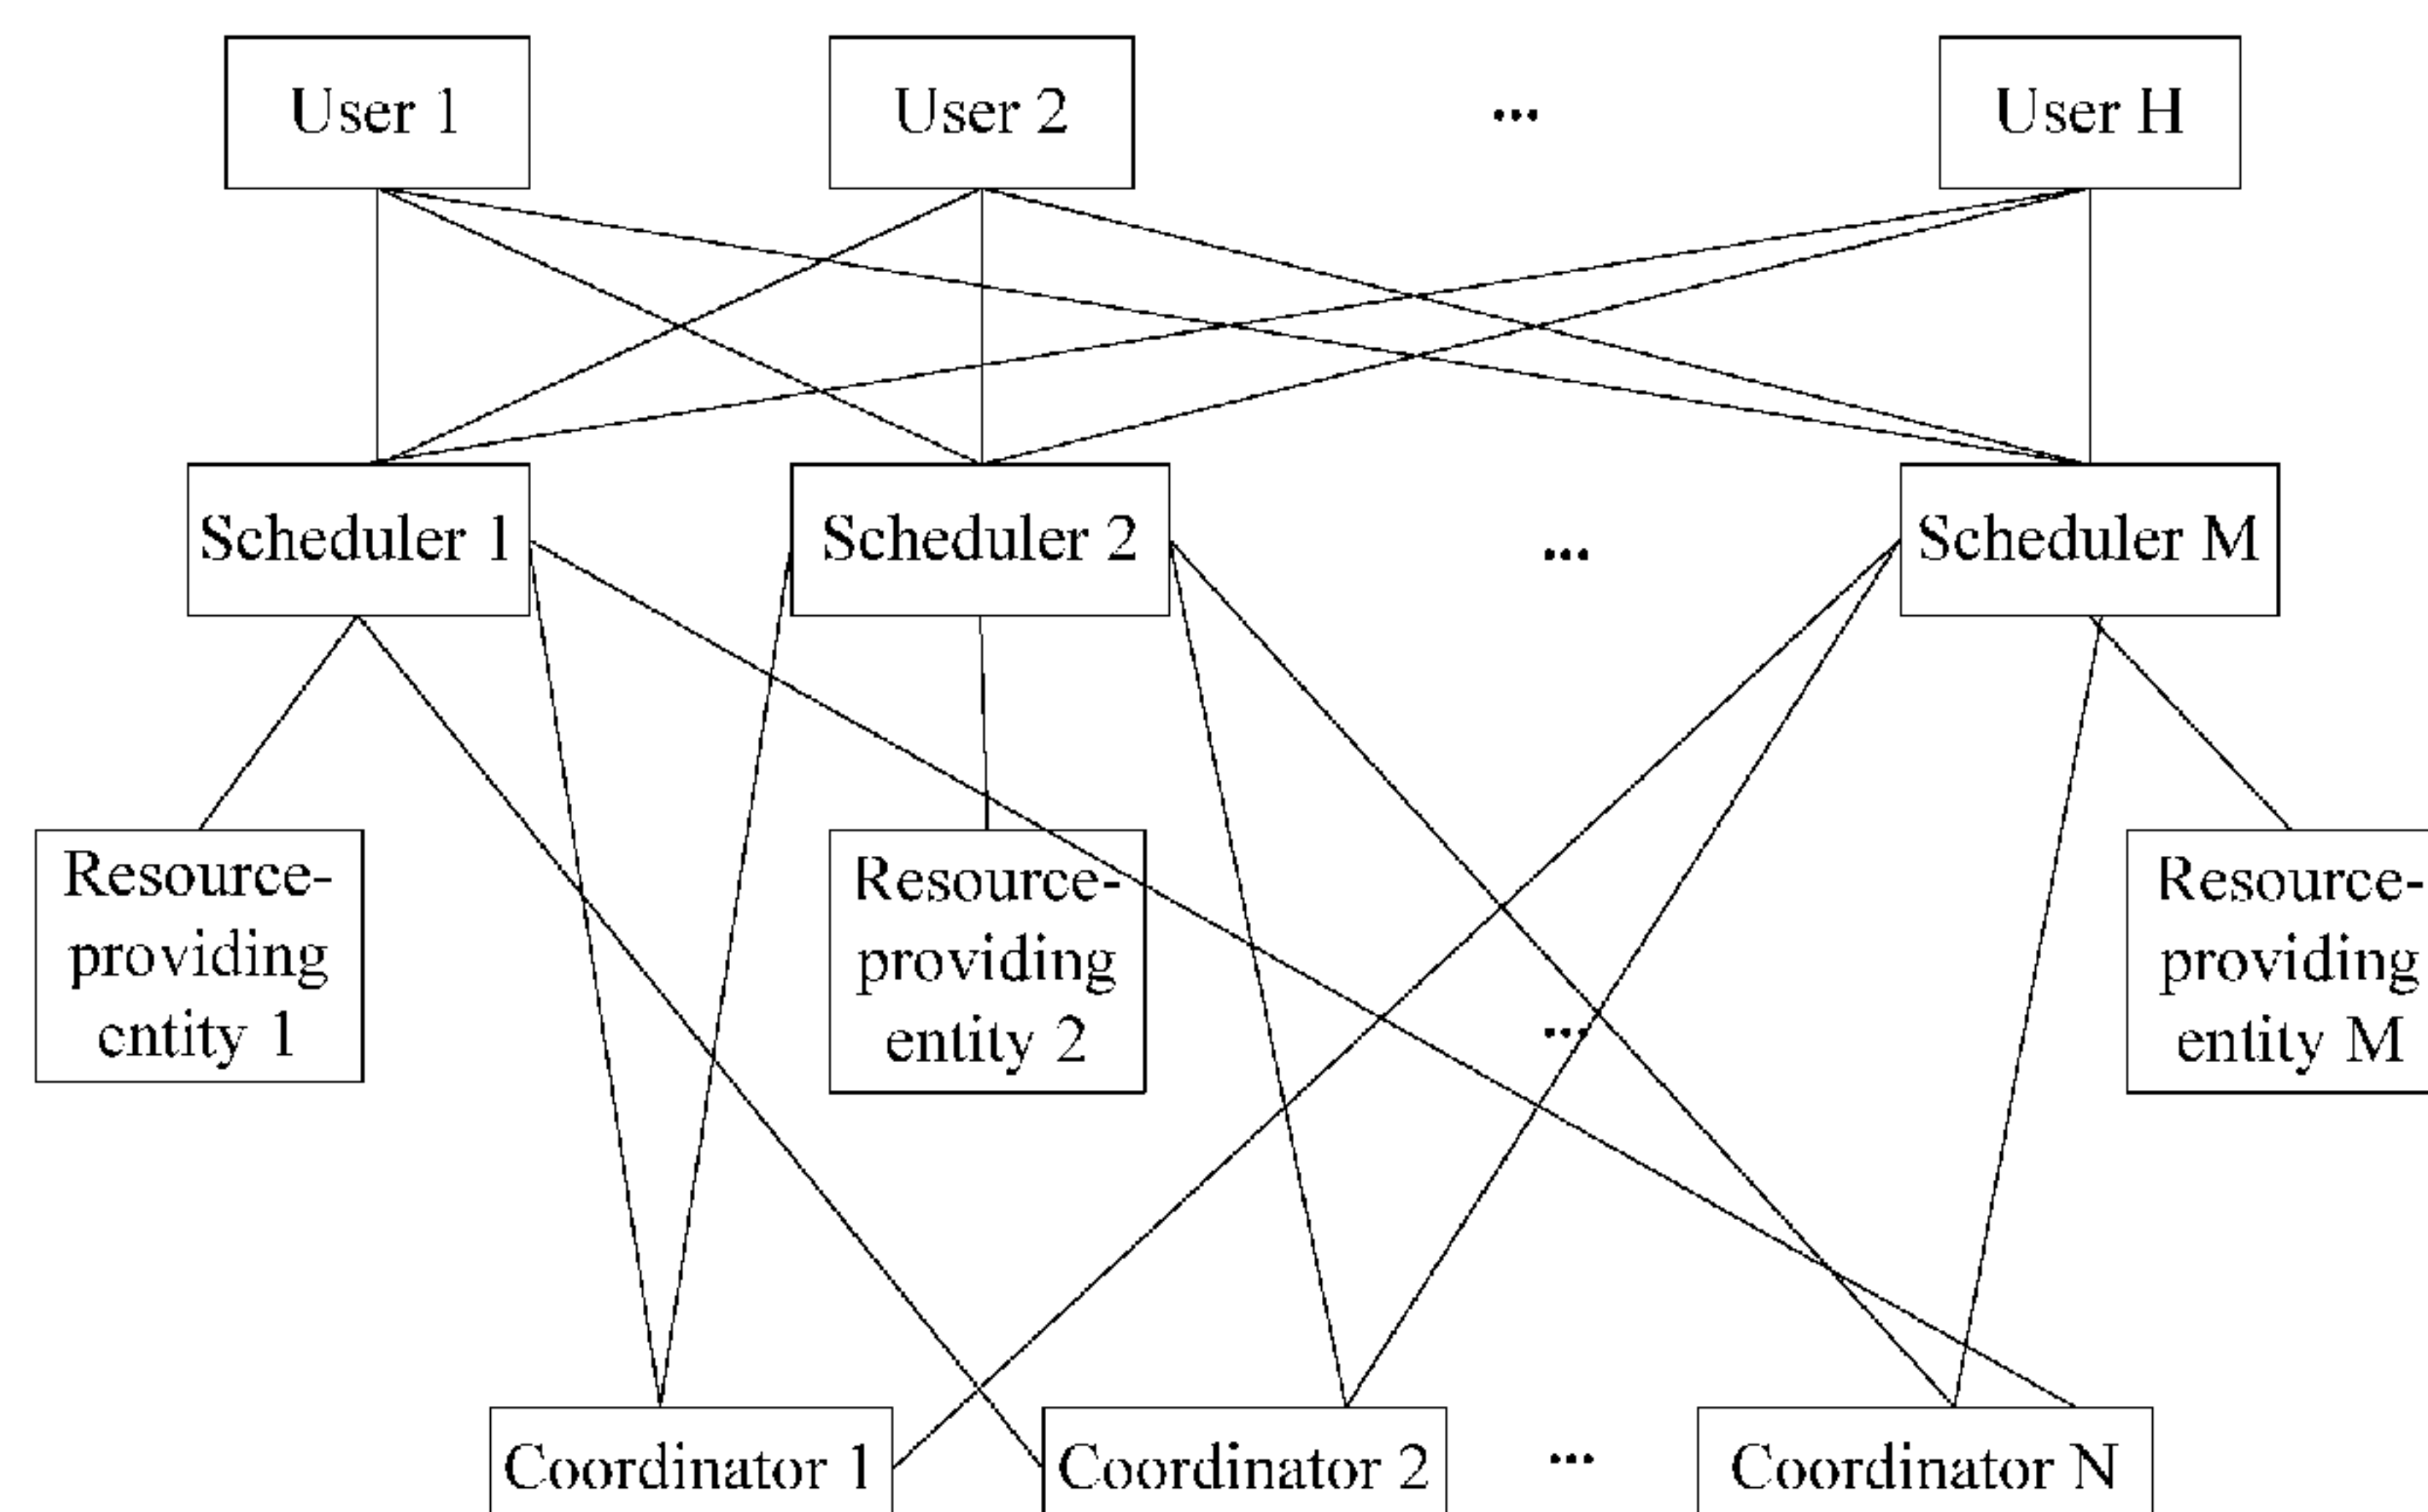 User 1
User 2
...
User H
Scheduler 1
Scheduler 2
...
Scheduler M
Resource-
providing
entity 1
Resource-
providing
entity 2
...
Resource-
providing
entity M
Coordinator 1
Coordinator 2
...
Coordinator N